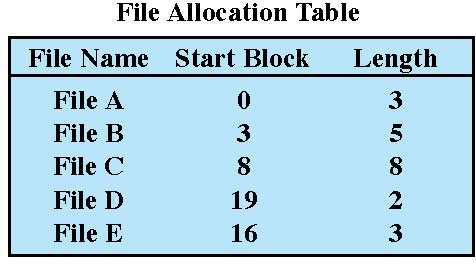 File Allocation Table
File Name Start Block Length
File A 0 3
File B 3 5
File C 8 8
File D 19 2
File E 16 3